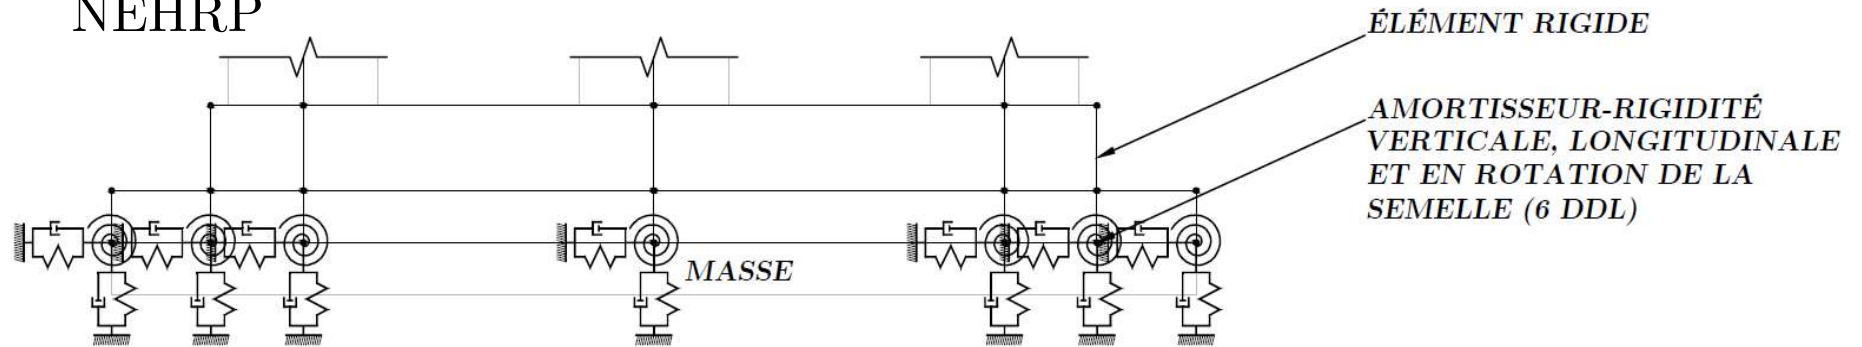 NEHRP
ÉLÉMENT RIGIDE
AMORTISSEUR-RIGIDITÉ
VERTICALE, LONGITUDINALE
ET EN ROTATION DE LA
SEMELLE (6 DDL)
MASSE